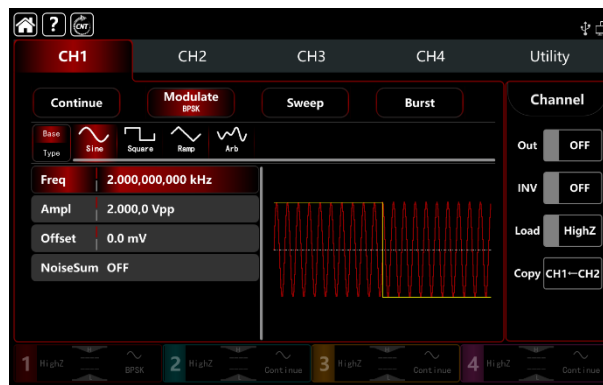 ? CNT
CH1 CH2 CH3 CH4 Utility
Continue Modulate Sweep Burst Channel
BPSK
Base
Type Sine Square Ramp Arb
Out OFF
Freq 2.000,000,000 kHz
INV OFF
Ampl 2.000,0 Vpp
Load HighZ
Offset 0.0 mV
NoiseSum OFF
Copy CH1←CH2
1 HighZ BPSK 2 HighZ Continue 3 HighZ Continue 4 HighZ Continue